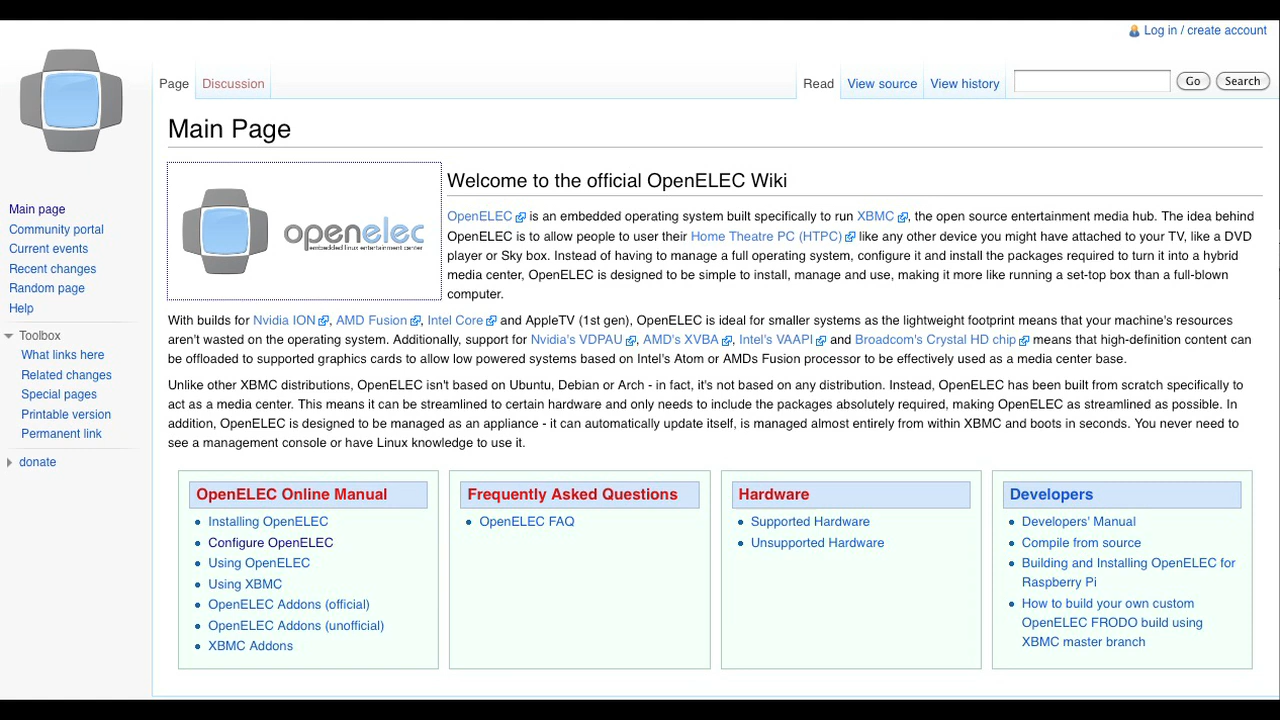 Log in / create account
Page
Discussion
Read
View source
View history
Go
Search
Main Page
openelec
embedded linux entertainment center
Welcome to the official OpenELEC Wiki
OpenELEC is an embedded operating system built specifically to run XBMC, the open source entertainment media hub. The idea behind
OpenELEC is to allow people to user their Home Theatre PC (HTPC) like any other device you might have attached to your TV, like a DVD
player or Sky box. Instead of having to manage a full operating system, configure it and install the packages required to turn it into a hybrid
media center, OpenELEC is designed to be simple to install, manage and use, making it more like running a set-top box than a full-blown
computer.
With builds for Nvidia ION, AMD Fusion, Intel Core and AppleTV (1st gen), OpenELEC is ideal for smaller systems as the lightweight footprint means that your machine's resources
aren't wasted on the operating system. Additionally, support for Nvidia's VDPAU, AMD's XVBA, Intel's VAAPI and Broadcom's Crystal HD chip means that high-definition content can
be offloaded to supported graphics cards to allow low powered systems based on Intel's Atom or AMDs Fusion processor to be effectively used as a media center base.
Unlike other XBMC distributions, OpenELEC isn't based on Ubuntu, Debian or Arch - in fact, it's not based on any distribution. Instead, OpenELEC has been built from scratch specifically to
act as a media center. This means it can be streamlined to certain hardware and only needs to include the packages absolutely required, making OpenELEC as streamlined as possible. In
addition, OpenELEC is designed to be managed as an appliance - it can automatically update itself, is managed almost entirely from within XBMC and boots in seconds. You never need to
see a management console or have Linux knowledge to use it.
Main page
Community portal
Current events
Recent changes
Random page
Help
Toolbox
What links here
Related changes
Special pages
Printable version
Permanent link
donate
OpenELEC Online Manual
Installing OpenELEC
Configure OpenELEC
Using OpenELEC
Using XBMC
OpenELEC Addons (official)
OpenELEC Addons (unofficial)
XBMC Addons
Frequently Asked Questions
OpenELEC FAQ
Hardware
Supported Hardware
Unsupported Hardware
Developers
Developers' Manual
Compile from source
Building and Installing OpenELEC for
Raspberry Pi
How to build your own custom
OpenELEC FRODO build using
XBMC master branch